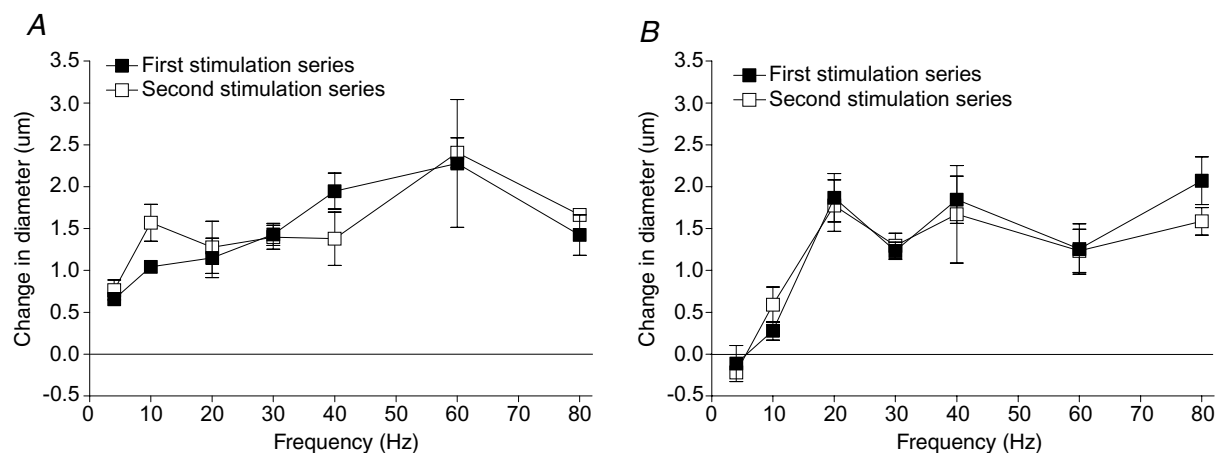 A
First stimulation series
Second stimulation series
Change in diameter (um)
3.5
3.0
2.5
2.0
1.5
1.0
0.5
0.0
-0.5
0 10 20 30 40 50 60 70 80
Frequency (Hz)
B
First stimulation series
Second stimulation series
Change in diameter (um)
3.5
3.0
2.5
2.0
1.5
1.0
0.5
0.0
-0.5
0 10 20 30 40 50 60 70 80
Frequency (Hz)